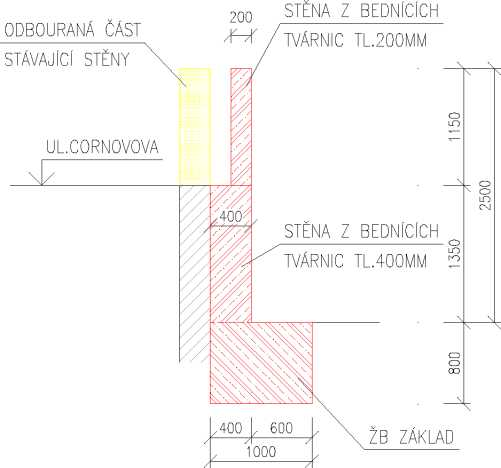 200
STĚNA Z BEDNÍCÍCH
TVÁRNIC TL.200MM
ODBOURANÁ ČÁST
STÁVAJÍCÍ STĚNY
UL.CORNOVOVA
1150
2500
400
STĚNA Z BEDNÍCÍCH
TVÁRNIC TL.400MM
1350
800
400
600
1000
ŽB ZÁKLAD